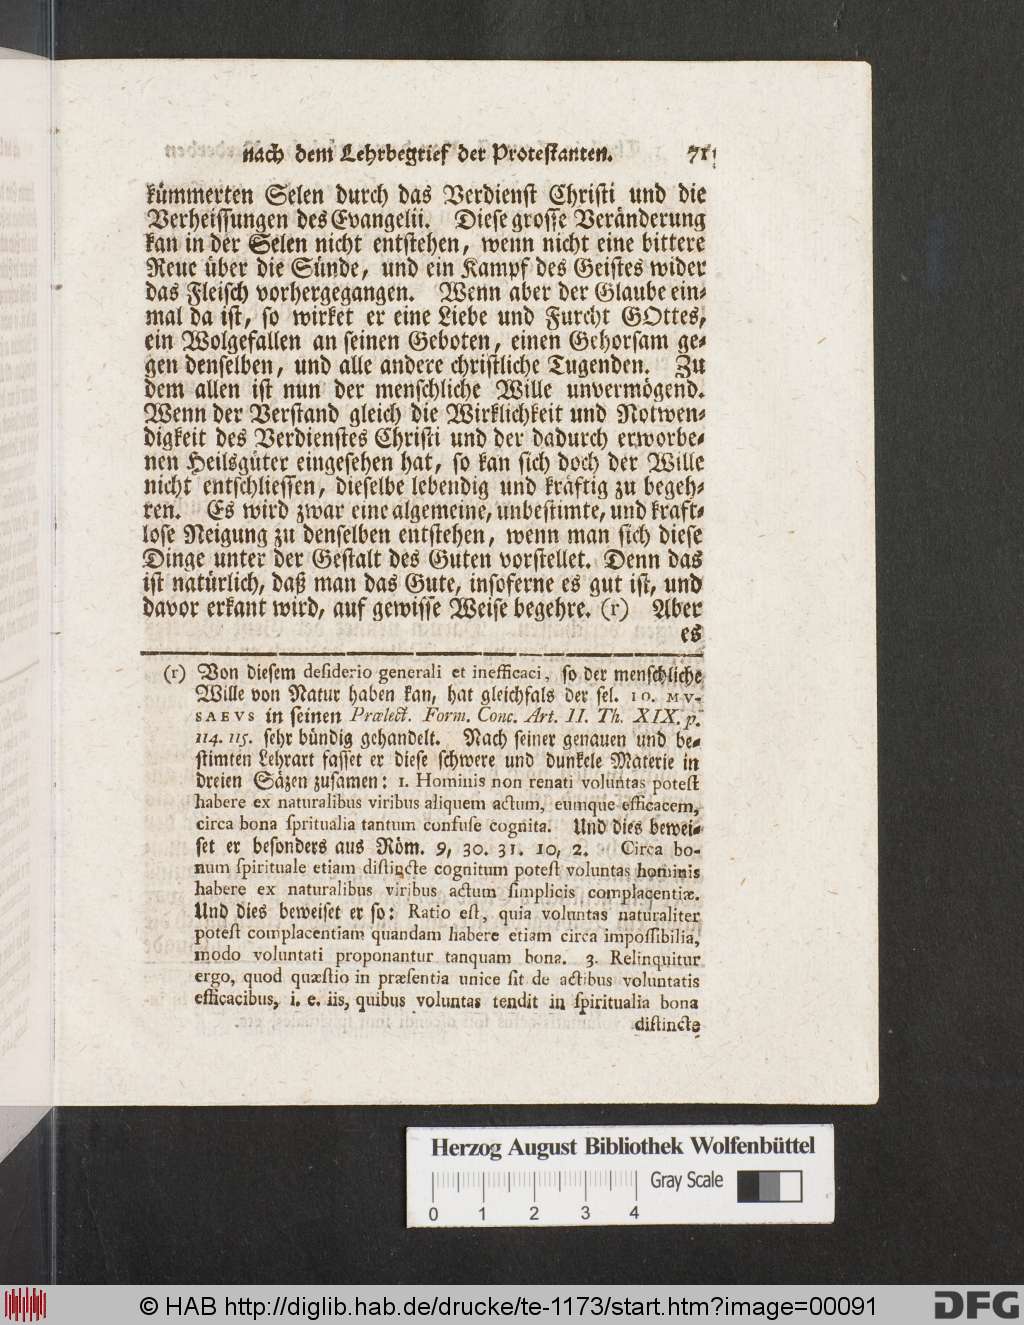 nach dem Lehrbegrief der Protestanten. 71
kümmerten Selen durch das Verdienst Christi und die
Verheissungen des Evangelii. Diese grosse Veränderung
kan in der Selen nicht entstehen, wenn nicht eine bittere
Reue über die Sünde, und ein Kampf des Geistes wider
das Fleisch vorhergegangen. Wenn aber der Glaube ein-
mal da ist, so wirket er eine Liebe und Furcht GOttes,
ein Wolgefallen an seinen Geboten, einen Gehorsam ge-
gen denselben, und alle andere christliche Tugenden. Zu
dem allen ist nun der menschliche Wille unvermögend.
Wenn der Verstand gleich die Wirklichkeit und Notwen-
digkeit des Verdienstes Christi und der dadurch erworbe-
nen Heilsgüter eingesehen hat, so kan sich doch der Wille
nicht entschliessen, dieselbe lebendig und kräftig zu begeh-
ren. Es wird zwar eine algemeine, unbestimte, und kraft-
lose Neigung zu denselben entstehen, wenn man sich diese
Dinge unter der Gestalt des Guten vorstellet. Denn das
ist natürlich, daß man das Gute, insoferne es gut ist, und
davor erkant wird, auf gewisse Weise begehre. (r) Aber
es
(r) Von diesem desiderio generali et inefficaci, so der menschliche
Wille von Natur haben kan, hat gleichfals der sel. IO. MV-
SAEVS in seinen Prælect. Form. Conc. Art. II. Th. XIX. p.
114. 115. sehr bündig gehandelt. Nach seiner genauen und be-
stimten Lehrart fasset er diese schwere und dunkele Materie in
dreien Säzen zusamen: 1. Hominis non renati voluntas potest
habere ex naturalibus viribus aliquem actum, eumque efficacem,
circa bona spritualia tantum confuse cognita. Und dies bewei-
set er besonders aus Röm. 9, 30. 31. 10, 2. Circa bo-
num spirituale etiam distincte cognitum potest voluntas hominis
habere ex naturalibus viribus actum simplicis complacentiæ.
Und dies beweiset er so: Ratio est, quia voluntas naturaliter
potest complacentiam quandam habere etiam circa impossibilia,
modo voluntati proponantur tanquam bona. 3. Relinquitur
ergo, quod quæstio in præsentia unice sit de actibus voluntatis
efficacibus, i. e. iis, quibus voluntas tendit in spiritualia bona
distincte
Herzog August Bibliothek Wolfenbüttel
Gray Scale
0 1 2 3 4
© HAB http://diglib.hab.de/drucke/te-1173/start.htm?image=00091
DFG